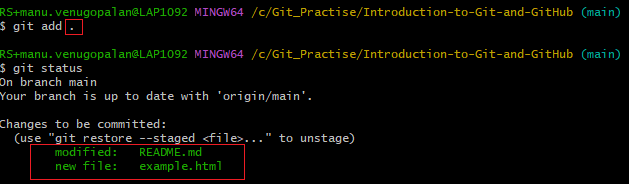 RS+manu.venugopalan@LAP1092 MINGW64 /c/Git_Practise/Introduction-to-Git-and-GitHub (main)
$ git add .
RS+manu.venugopalan@LAP1092 MINGW64 /c/Git_Practise/Introduction-to-Git-and-GitHub (main)
$ git status
On branch main
Your branch is up to date with 'origin/main'.
Changes to be committed:
(use "git restore --staged <file>..." to unstage)
modified: README.md
new file: example.html